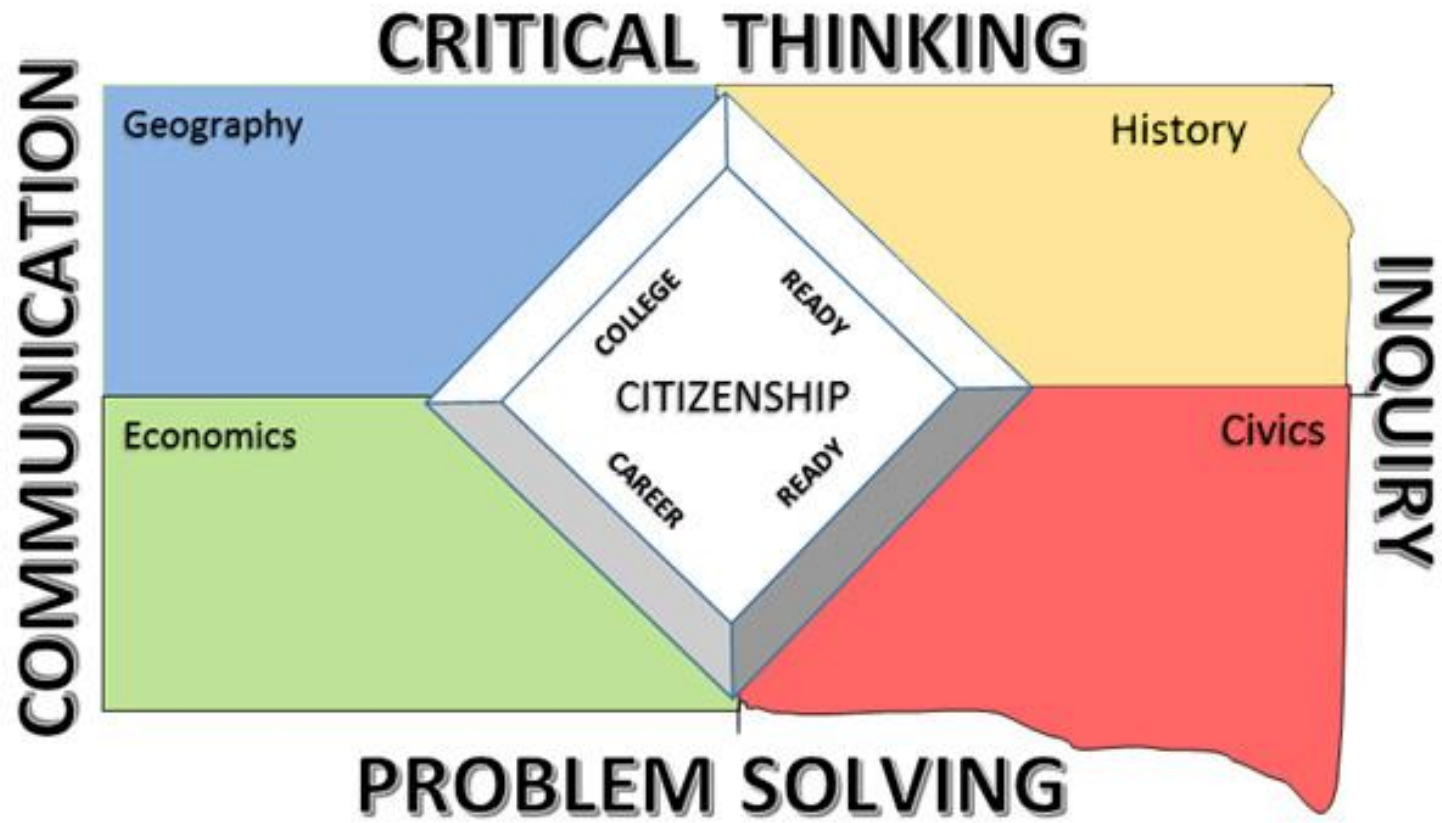 CRITICAL THINKING
COMMUNICATION
Geography
History
INQUIRY
COLLEGE
READY
CITIZENSHIP
Economics
Civics
CAREER
READY
PROBLEM SOLVING